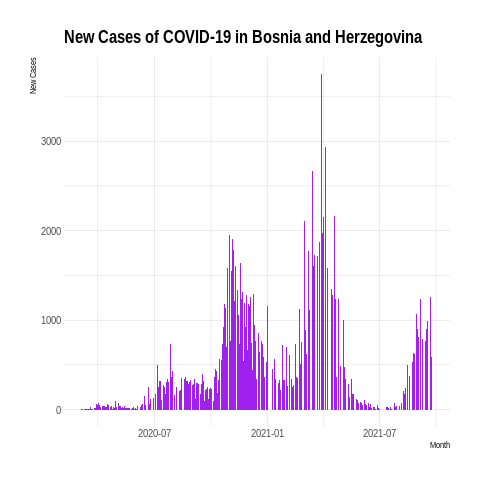 New Cases of COVID-19 in Bosnia and Herzegovina
New Cases
3000
2000
1000
0
2020-07 2021-01 2021-07
Month